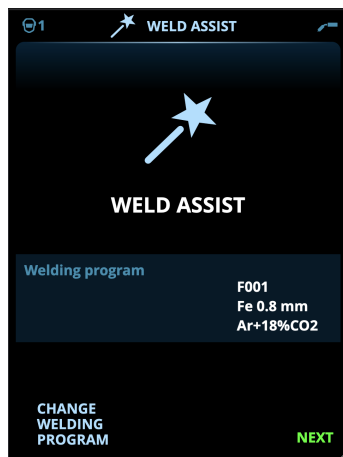 1
WELD ASSIST
WELD ASSIST
Welding program
F001
Fe 0.8 mm
Ar+18%CO2
CHANGE
WELDING
PROGRAM
NEXT